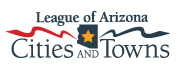 League of Arizona
Cities AND Towns